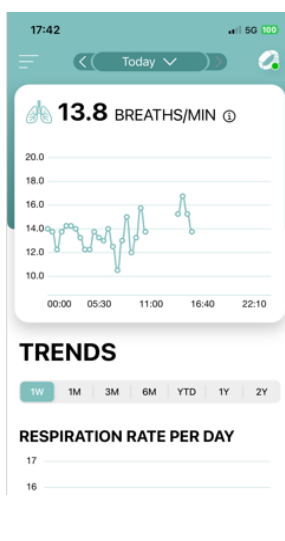 17:42 5G 100
Today
13.8 BREATHS/MIN
20.0
18.0
16.0
14.0
12.0
10.0
00:00 05:30 11:00 16:40 22:10
TRENDS
1W 1M 3M 6M YTD 1Y 2Y
RESPIRATION RATE PER DAY
17
16